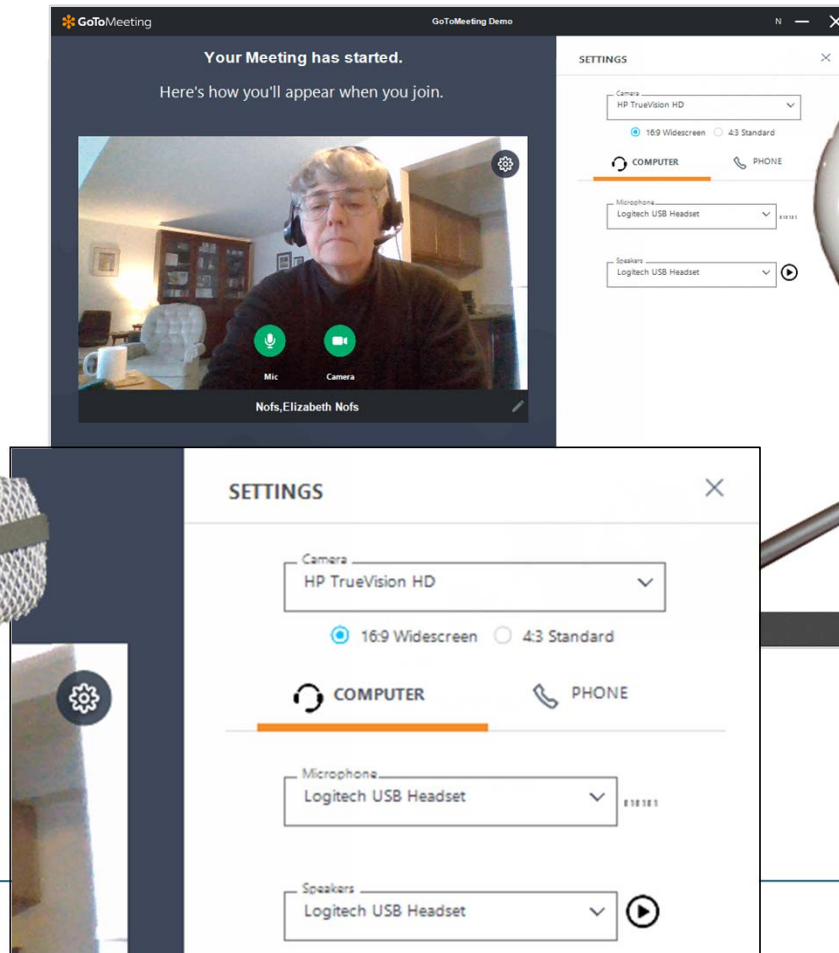 GoToMeeting
GoToMeeting Demo
N
Your Meeting has started.
Here's how you'll appear when you join.
Mic
Camera
Nofs,Elizabeth Nofs
SETTINGS
Camera
HP TrueVision HD
16:9 Widescreen 4:3 Standard
COMPUTER PHONE
Microphone
Logitech USB Headset
Speakers
Logitech USB Headset
SETTINGS
Camera
HP TrueVision HD
16:9 Widescreen 4:3 Standard
COMPUTER PHONE
Microphone
Logitech USB Headset
Speakers
Logitech USB Headset